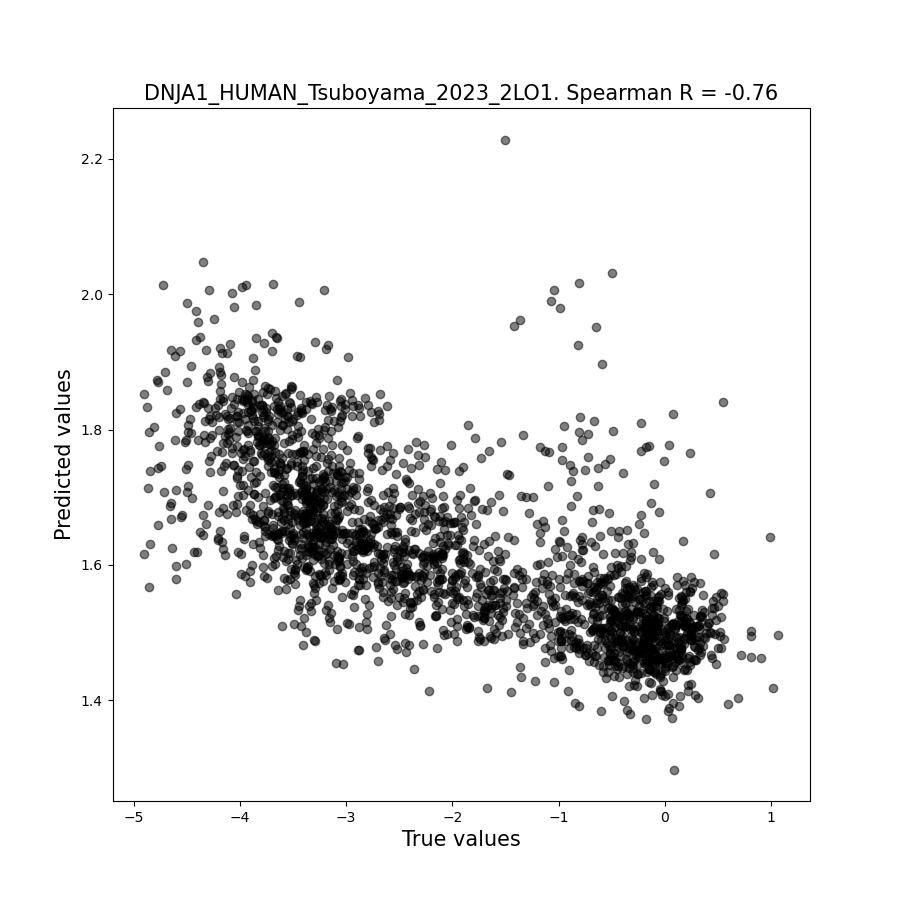 DNJA1_HUMAN_Tsuboyama_2023_2LO1. Spearman R = -0.76
2.2
2.0
1.8
1.6
1.4
Predicted values
−5 −4 −3 −2 −1 0 1
True values